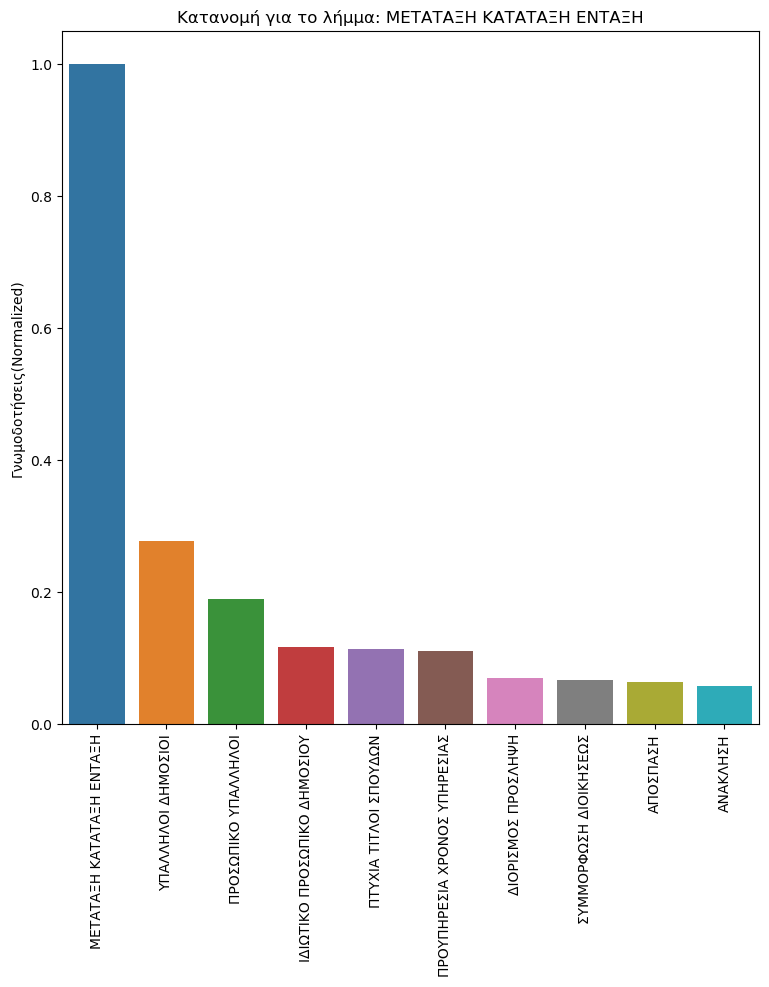 Κατανομή για το λήμμα: ΜΕΤΑΤΑΞΗ ΚΑΤΑΤΑΞΗ ΕΝΤΑΞΗ
Γνωμοδοτήσεις(Normalized)
1.0
0.8
0.6
0.4
0.2
0.0
ΜΕΤΑΤΑΞΗ ΚΑΤΑΤΑΞΗ ΕΝΤΑΞΗ
ΥΠΑΛΛΗΛΟΙ ΔΗΜΟΣΙΟΙ
ΠΡΟΣΩΠΙΚΟ ΥΠΑΛΛΗΛΟΙ
ΙΔΙΩΤΙΚΟ ΠΡΟΣΩΠΙΚΟ ΔΗΜΟΣΙΟΥ
ΠΤΥΧΙΑ ΤΙΤΛΟΙ ΣΠΟΥΔΩΝ
ΠΡΟΥΠΗΡΕΣΙΑ ΧΡΟΝΟΣ ΥΠΗΡΕΣΙΑΣ
ΔΙΟΡΙΣΜΟΣ ΠΡΟΣΛΗΨΗ
ΣΥΜΜΟΡΦΩΣΗ ΔΙΟΙΚΗΣΕΩΣ
ΑΠΟΣΠΑΣΗ
ΑΝΑΚΛΗΣΗ